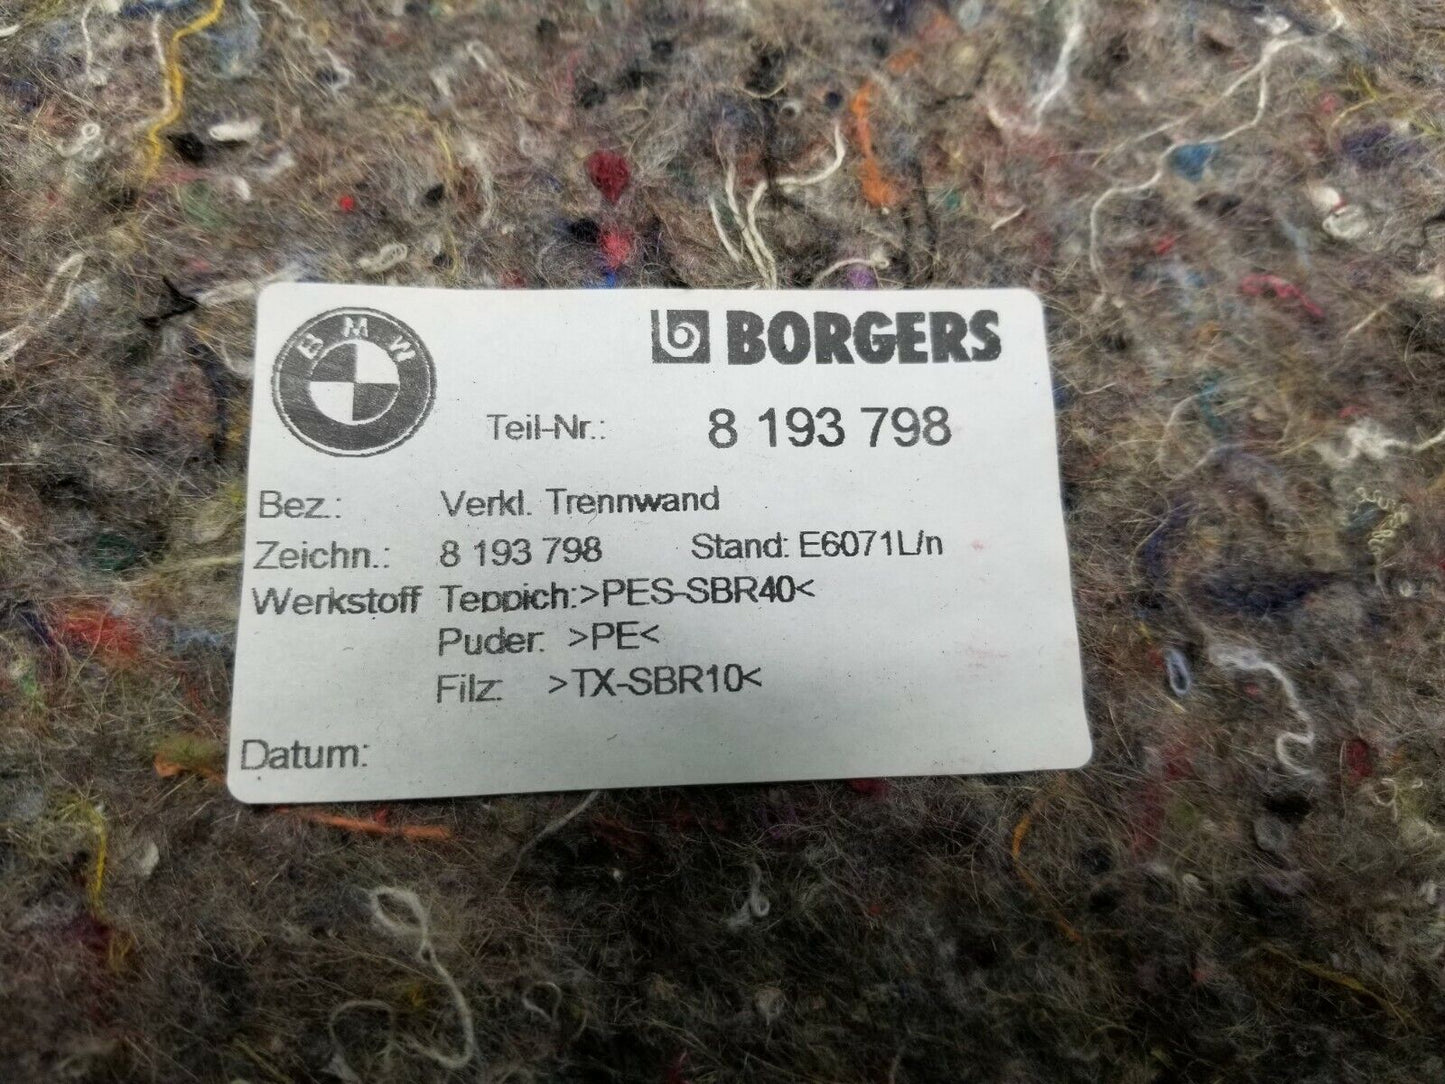 BMW
BORGERS
Teil-Nr.: 8 193 798
Bez.: Verkl. Trennwand
Zeichn.: 8 193 798 Stand: E6071L/n
Werkstoff Teppich:>PES-SBR40<
Puder: >PE<
Filz: >TX-SBR10<
Datum: